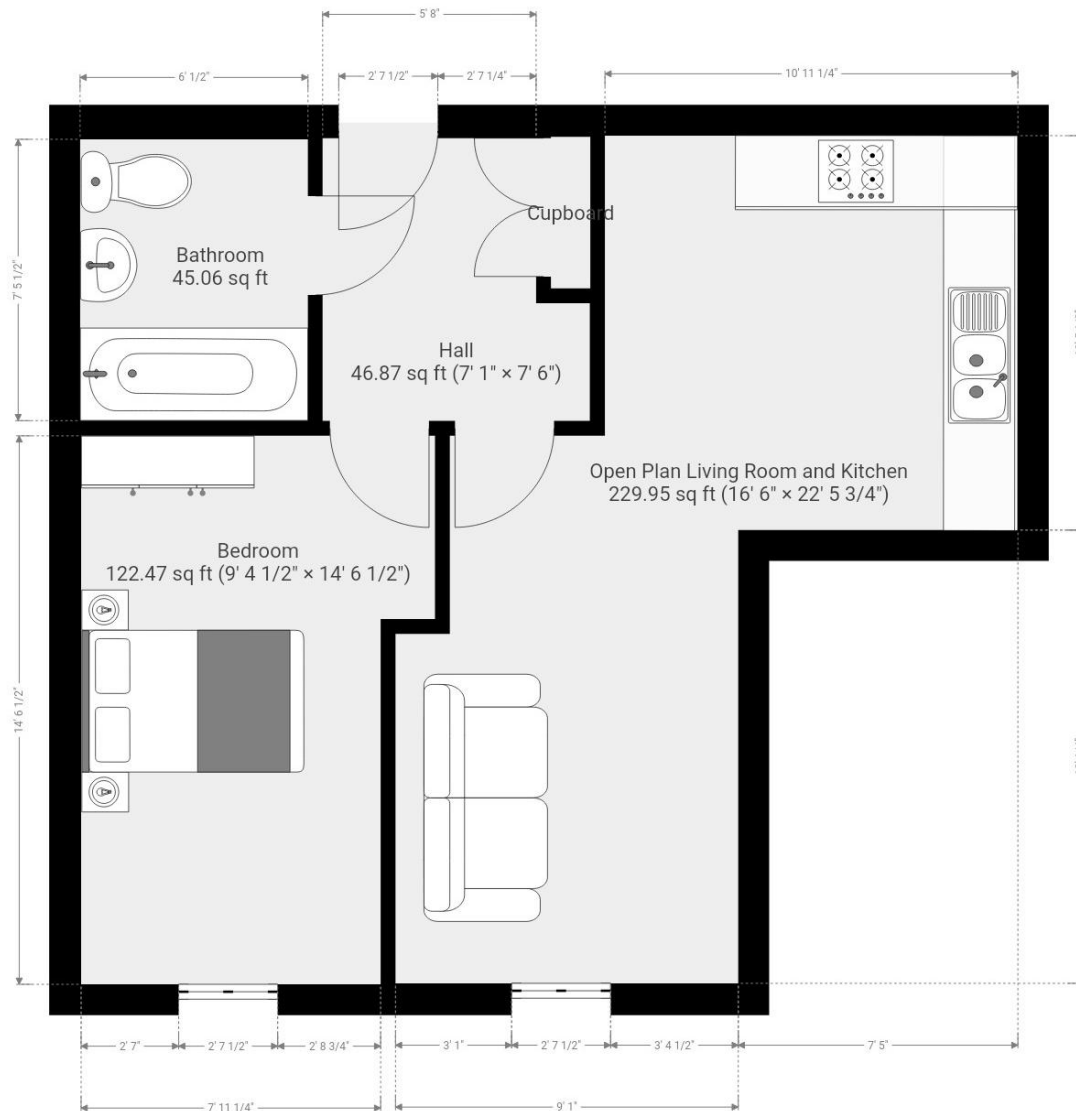 5' 8"
6' 1/2"
2' 7 1/2"
2' 7 1/4"
10' 11 1/4"
7' 5 1/2"
Cupboard
Bathroom
45.06 sq ft
Hall
46.87 sq ft (7' 1" × 7' 6")
Open Plan Living Room and Kitchen
229.95 sq ft (16' 6" × 22' 5 3/4")
Bedroom
122.47 sq ft (9' 4 1/2" × 14' 6 1/2")
14' 6 1/2"
2' 7"
2' 7 1/2"
2' 8 3/4"
3' 1"
2' 7 1/2"
3' 4 1/2"
7' 5"
7' 11 1/4"
9' 1"